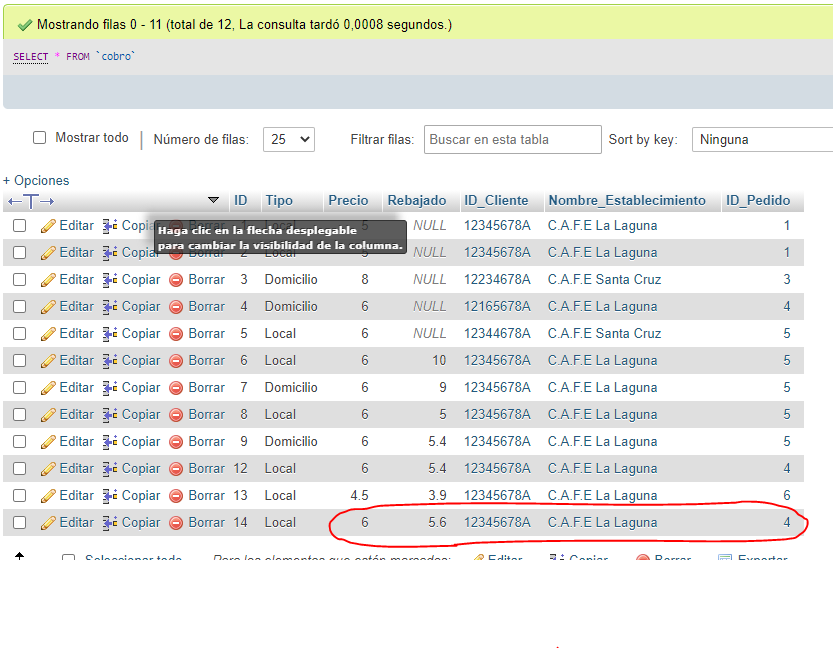 Mostrando filas 0 - 11 (total de 12, La consulta tardó 0,0008 segundos.)
SELECT * FROM `cobro`
Mostrar todo Número de filas: 25 Filtrar filas: Buscar en esta tabla Sort by key: Ninguna
+ Opciones
←T→ ID Tipo Precio Rebajado ID_Cliente Nombre_Establecimiento ID_Pedido
Editar Copiar Borrar 1 Local 5 NULL 12345678A C.A.F.E La Laguna 1
Haga clic en la flecha desplegable
para cambiar la visibilidad de la columna.
Editar Copiar Borrar 2 Local NULL 12345678A C.A.F.E La Laguna 1
Editar Copiar Borrar 3 Domicilio 8 NULL 12234678A C.A.F.E Santa Cruz 3
Editar Copiar Borrar 4 Domicilio 6 NULL 12165678A C.A.F.E La Laguna 4
Editar Copiar Borrar 5 Local 6 NULL 12344678A C.A.F.E Santa Cruz 5
Editar Copiar Borrar 6 Local 6 10 12345678A C.A.F.E La Laguna 5
Editar Copiar Borrar 7 Domicilio 6 9 12345678A C.A.F.E La Laguna 5
Editar Copiar Borrar 8 Local 6 5 12345678A C.A.F.E La Laguna 5
Editar Copiar Borrar 9 Domicilio 6 5.4 12345678A C.A.F.E La Laguna 5
Editar Copiar Borrar 12 Local 6 5.4 12345678A C.A.F.E La Laguna 4
Editar Copiar Borrar 13 Local 4.5 3.9 12345678A C.A.F.E La Laguna 6
Editar Copiar Borrar 14 Local 6 5.6 12345678A C.A.F.E La Laguna 4
Seleccionar todo Para los elementos que están marcados: Editar Copiar Borrar Exportar